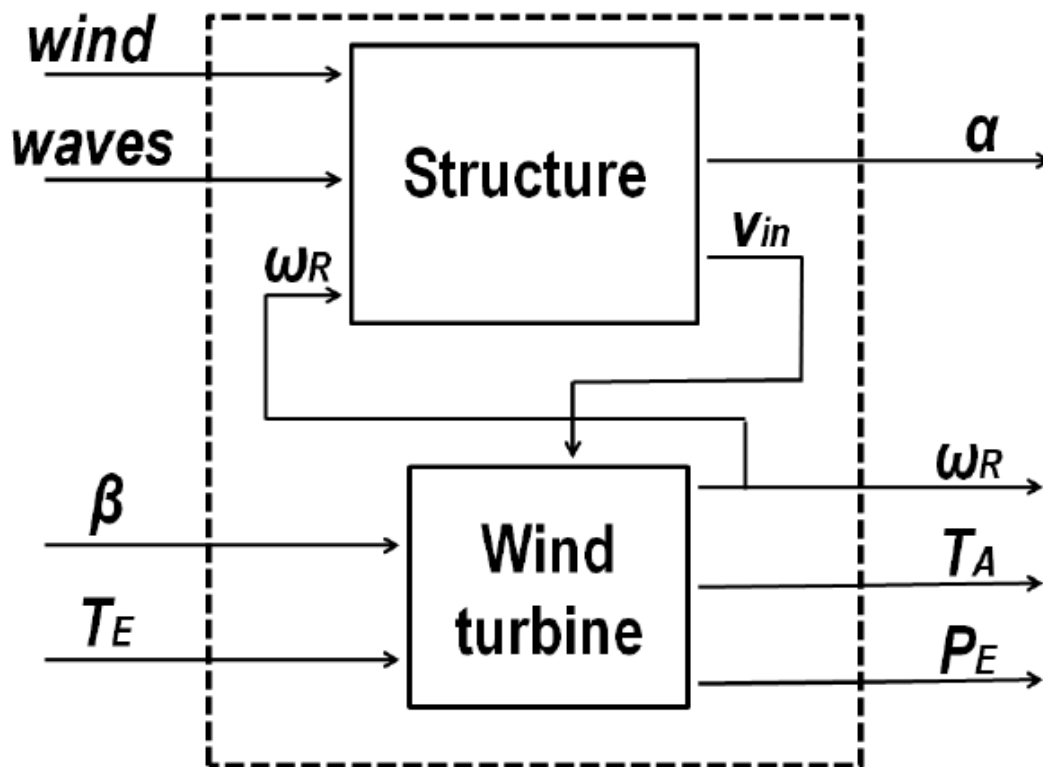 wind
waves
Structure
α
vin
ωR
β
TE
Wind
turbine
ωR
TA
PE